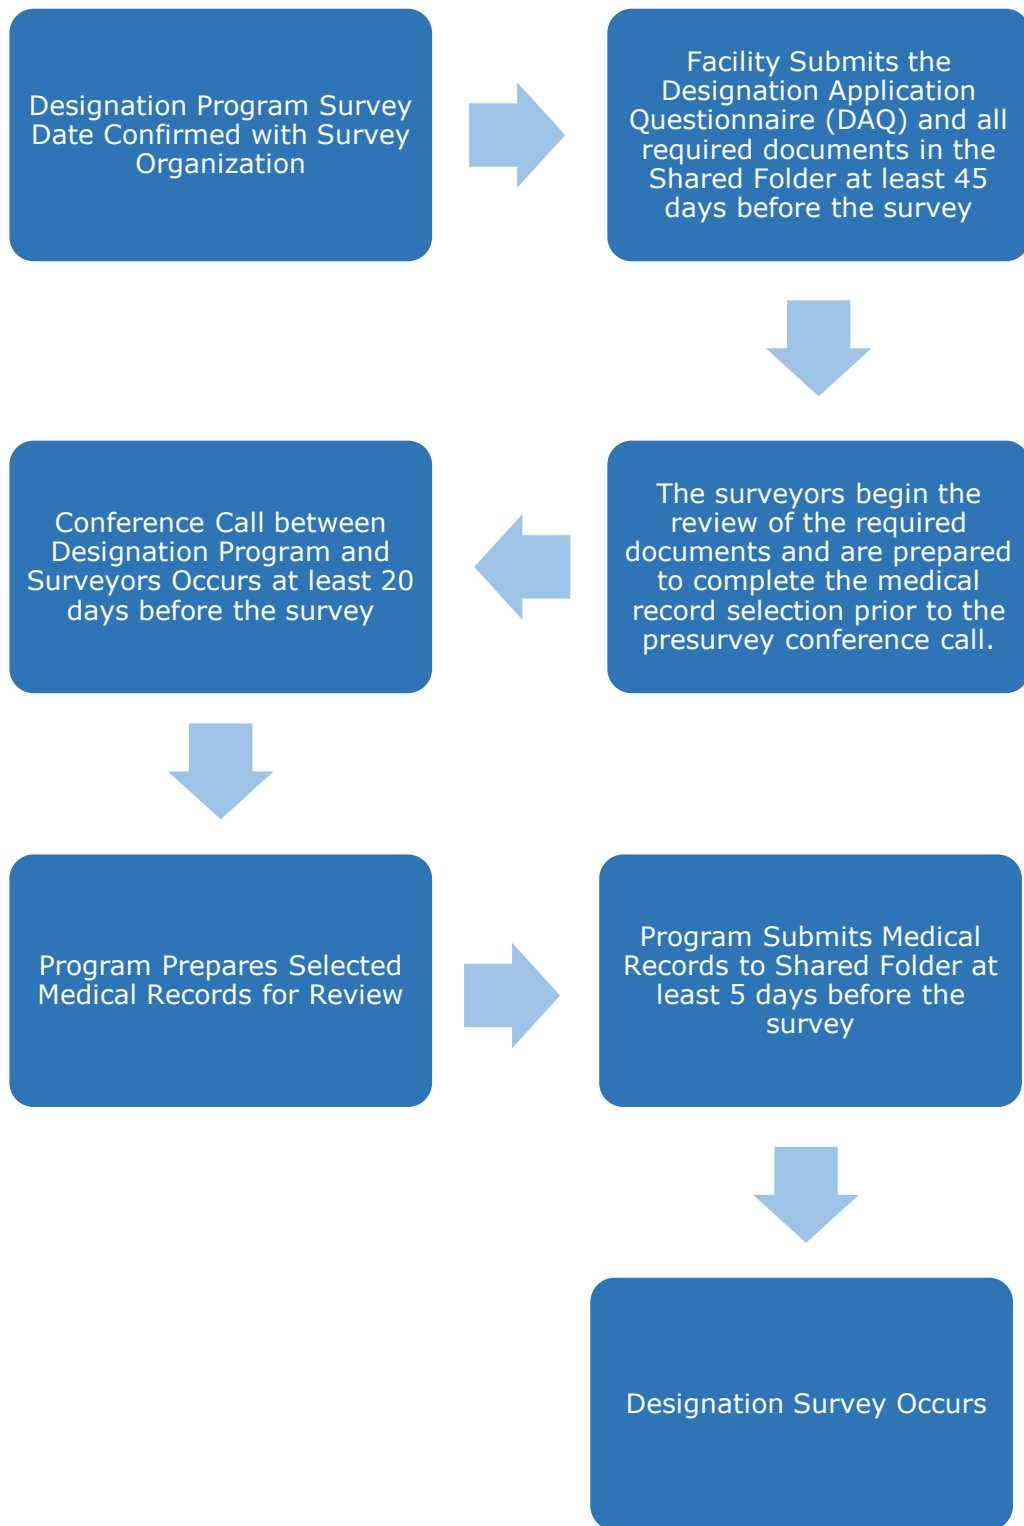 Designation Program Survey
Date Confirmed with Survey
Organization
Facility Submits the
Designation Application
Questionnaire (DAQ) and all
required documents in the
Shared Folder at least 45
days before the survey
The surveyors begin the
review of the required
documents and are prepared
to complete the medical
record selection prior to the
presurvey conference call.
Conference Call between
Designation Program and
Surveyors Occurs at least 20
days before the survey
Program Prepares Selected
Medical Records for Review
Program Submits Medical
Records to Shared Folder at
least 5 days before the
survey
Designation Survey Occurs